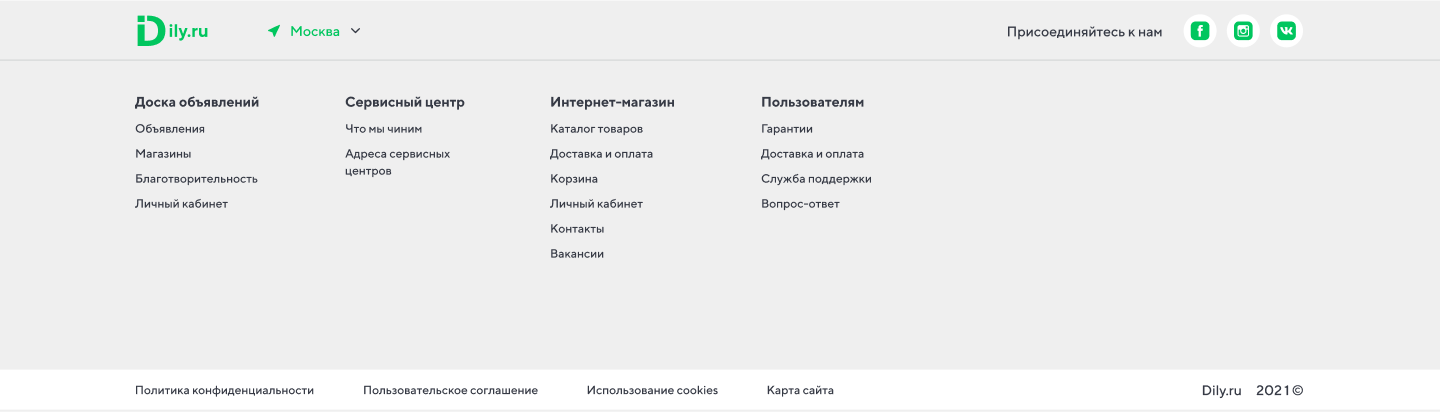 Dily.ru
Москва
Присоединяйтесь к нам
Доска объявлений
Объявления
Магазины
Благотворительность
Личный кабинет
Сервисный центр
Что мы чиним
Адреса сервисных
центров
Интернет-магазин
Каталог товаров
Доставка и оплата
Корзина
Личный кабинет
Контакты
Вакансии
Пользователям
Гарантии
Доставка и оплата
Служба поддержки
Вопрос-ответ
Политика конфиденциальности
Пользовательское соглашение
Использование cookies
Карта сайта
Dily.ru 2021 ©